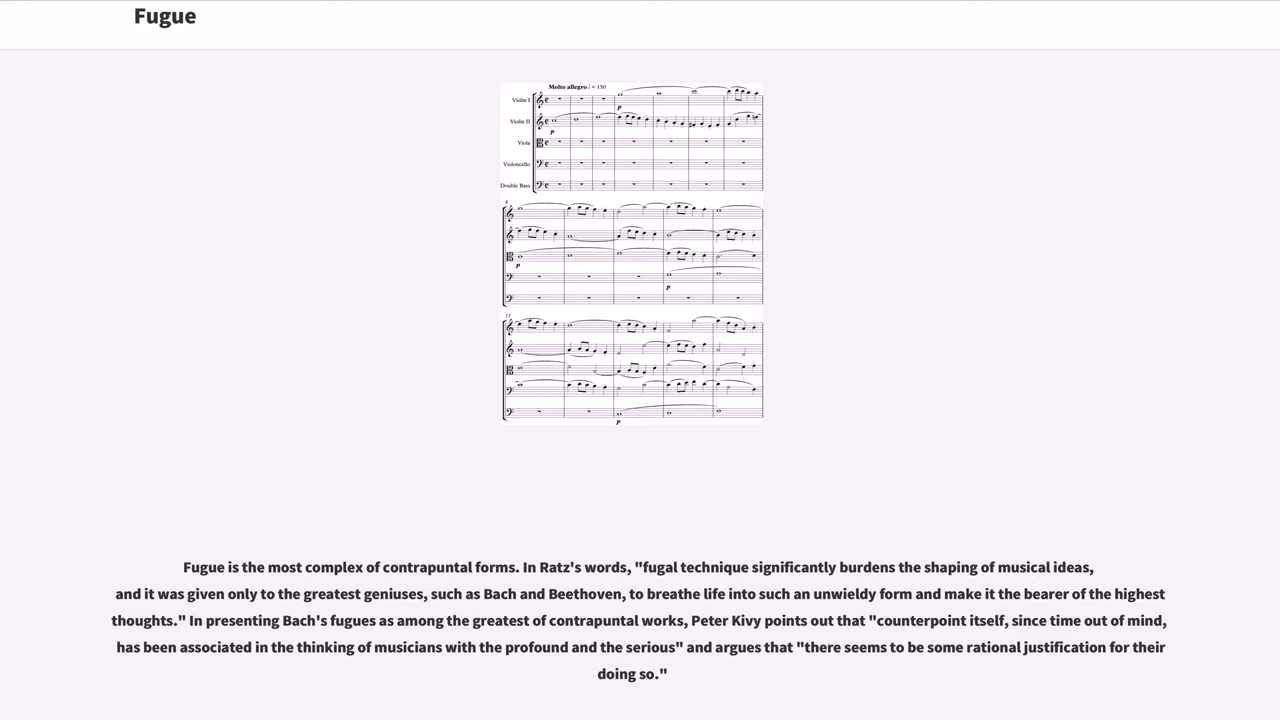 Fugue
Molto allegro ♩ = 150
Violin I
p
Violin II
p
Viola
Violoncello
Double Bass
p
p
p
Fugue is the most complex of contrapuntal forms. In Ratz's words, "fugal technique significantly burdens the shaping of musical ideas,
and it was given only to the greatest geniuses, such as Bach and Beethoven, to breathe life into such an unwieldy form and make it the bearer of the highest
thoughts." In presenting Bach's fugues as among the greatest of contrapuntal works, Peter Kivy points out that "counterpoint itself, since time out of mind,
has been associated in the thinking of musicians with the profound and the serious" and argues that "there seems to be some rational justification for their
doing so."